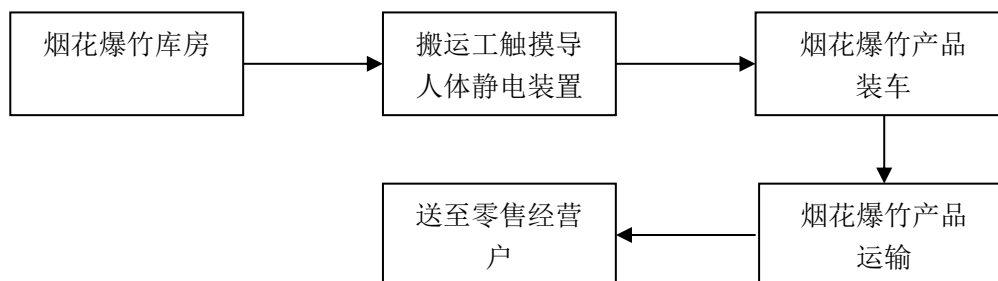 烟花爆竹库房
搬运工触摸导
人体静电装置
烟花爆竹产品
装车
烟花爆竹产品
运输
送至零售经营
户